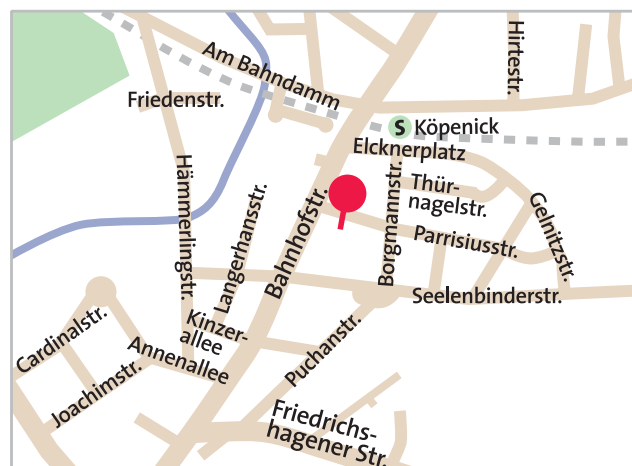 Hirtestr.
Am Bahndamm
Friedenstr.
S Köpenick
Elcknerplatz
Hämmerlingstr.
Langerhansstr.
Bahnhofstr.
Borgmannstr.
Thür-
nagelstr.
Gelnitzstr.
Parrisiusstr.
Seelenbinderstr.
Cardinalstr.
Kinzer-
allee
Annenallee
Puchanstr.
Joachimstr.
Friedrichs-
hagener Str.